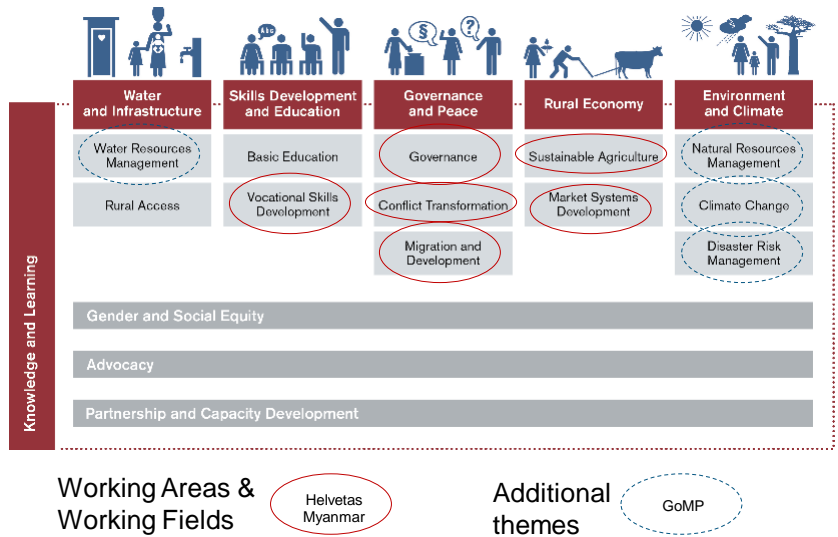 Abc
§
?
Water
and Infrastructure
Skills Development
and Education
Governance
and Peace
Rural Economy
Environment
and Climate
Water Resources
Management
Basic Education
Governance
Sustainable Agriculture
Natural Resources
Management
Rural Access
Vocational Skills
Development
Conflict Transformation
Market Systems
Development
Climate Change
Migration and
Development
Disaster Risk
Management
Knowledge and Learning
Gender and Social Equity
Advocacy
Partnership and Capacity Development
Working Areas &
Working Fields
Helvetas
Myanmar
Additional
themes
GoMP